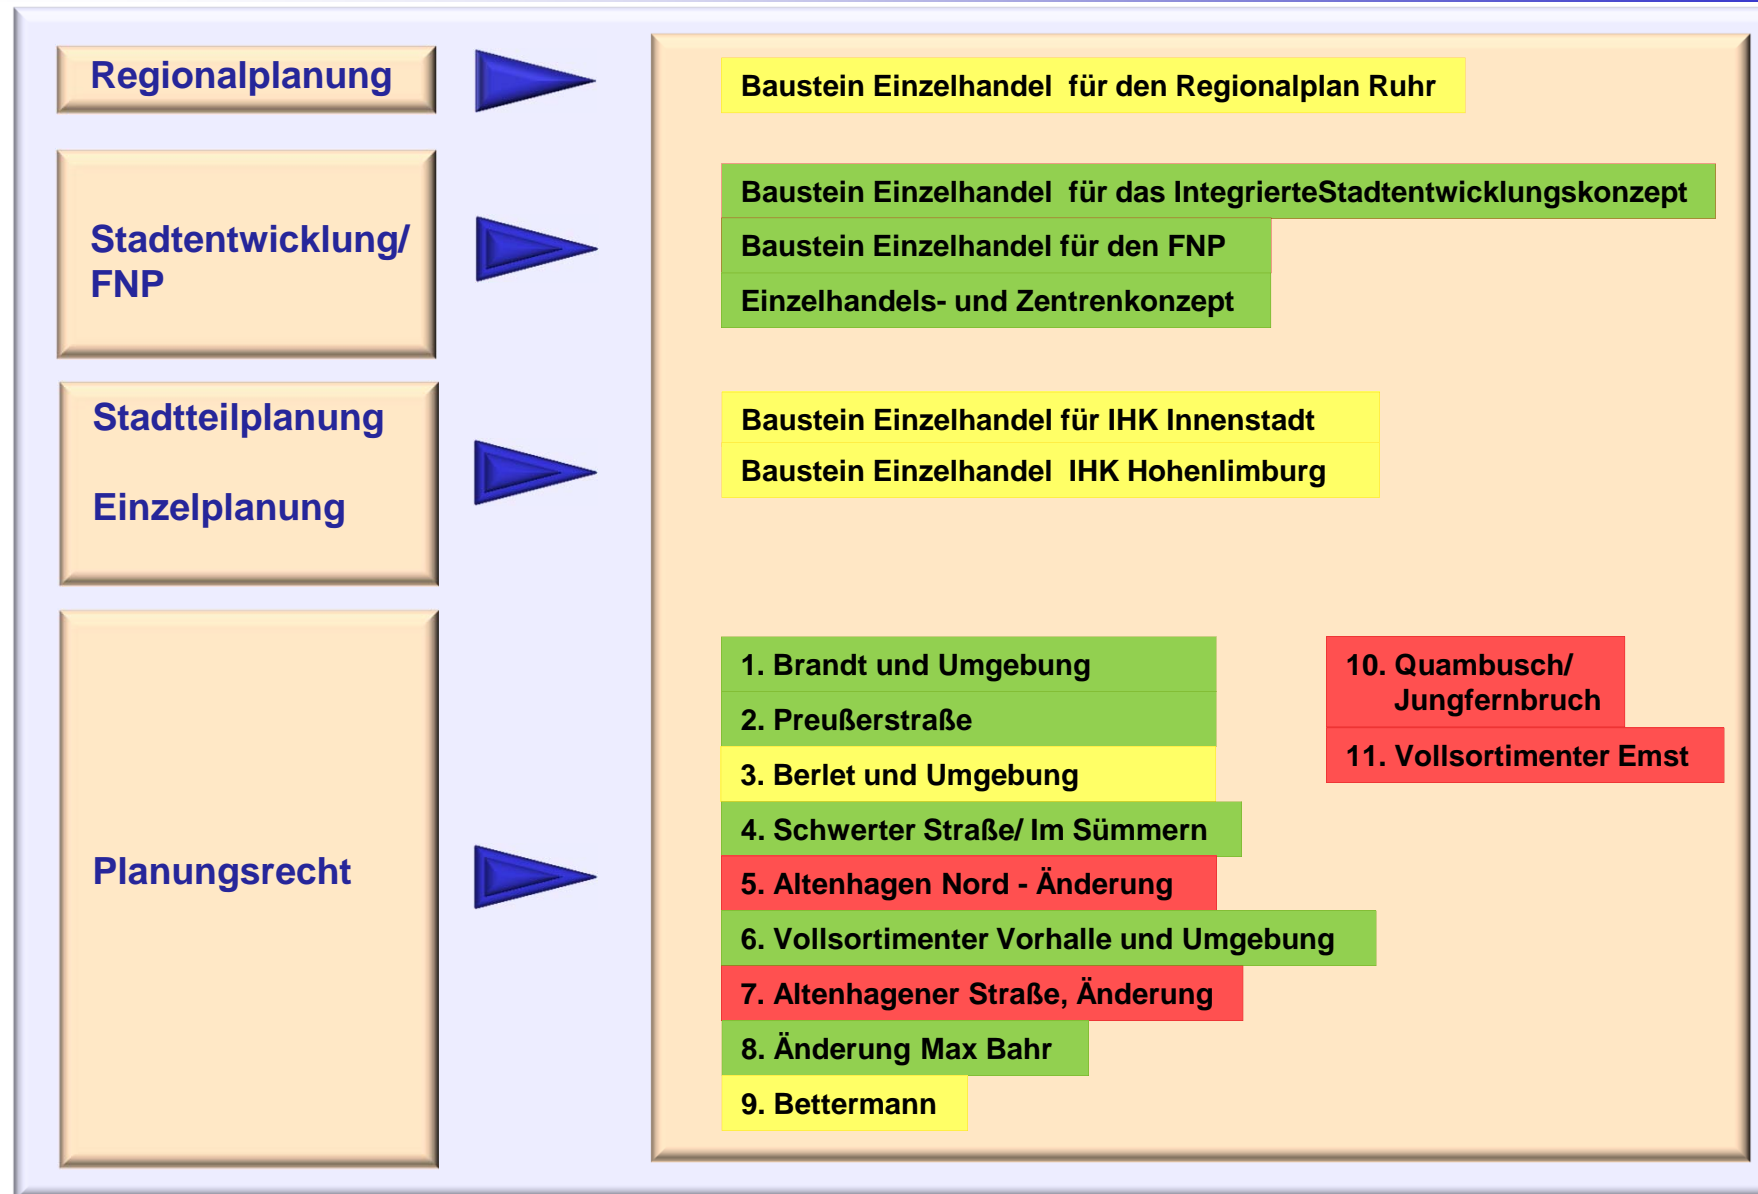 Regionalplanung
Baustein Einzelhandel für den Regionalplan Ruhr
Stadtentwicklung/
FNP
Baustein Einzelhandel für das IntegrierteStadtentwicklungskonzept
Baustein Einzelhandel für den FNP
Einzelhandels- und Zentrenkonzept
Stadtteilplanung
Einzelplanung
Baustein Einzelhandel für IHK Innenstadt
Baustein Einzelhandel IHK Hohenlimburg
Planungsrecht
1. Brandt und Umgebung
2. Preußerstraße
3. Berlet und Umgebung
4. Schwerter Straße/ Im Sümmern
5. Altenhagen Nord - Änderung
6. Vollsortimenter Vorhalle und Umgebung
7. Altenhagener Straße, Änderung
8. Änderung Max Bahr
9. Bettermann
10. Quambusch/
Jungfernbruch
11. Vollsortimenter Emst